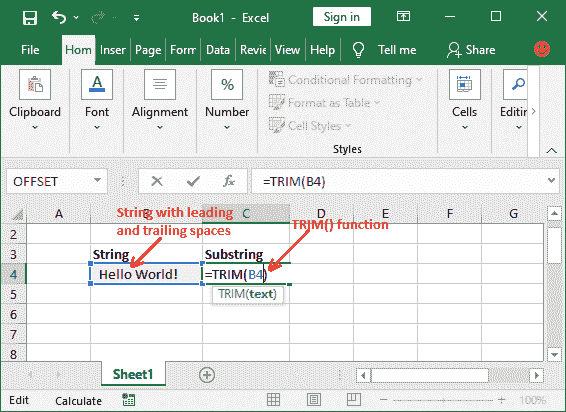 Book1 - Excel
Sign in
File Hom Inser Page Form Data Revie View Help Tell me Share
Clipboard
Font
Alignment
Number
Conditional Formatting
Format as Table
Cell Styles
Styles
Cells
Editin
OFFSET fx =TRIM(B4)
A B C D E F G
String with leading
and trailing spaces
TRIM() function
2
3 String Substring
4 Hello World! =TRIM(B4)
TRIM(text)
5
6
7
8
Sheet1
Edit Calculate 100%